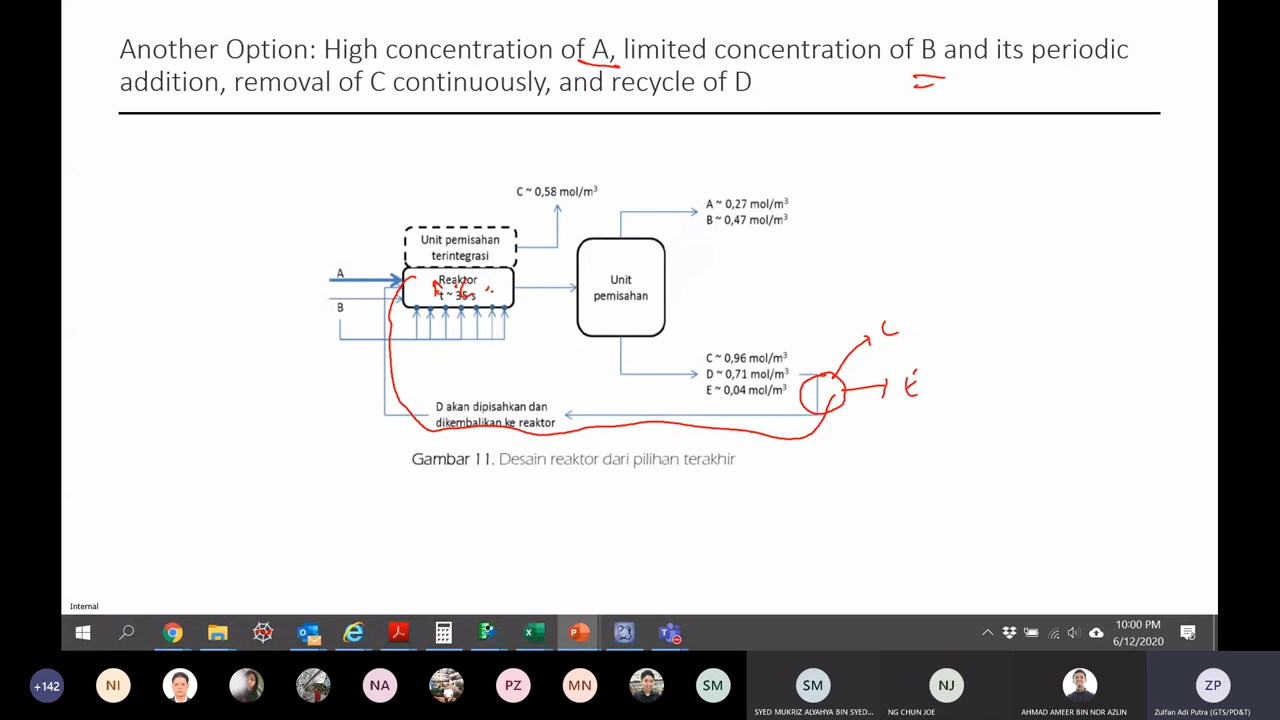 Another Option: High concentration of A, limited concentration of B and its periodic
addition, removal of C continuously, and recycle of D
C ~ 0,58 mol/m³
A ~ 0,27 mol/m³
B ~ 0,47 mol/m³
Unit pemisahan
terintegrasi
A
Reaktor
t ~ 35 s
B
Unit
pemisahan
C ~ 0,96 mol/m³
D ~ 0,71 mol/m³
E ~ 0,04 mol/m³
C
E
D akan dipisahkan dan
dikembalikan ke reaktor
Gambar 11. Desain reaktor dari pilihan terakhir
Internal
10:00 PM
6/12/2020
+142
NI
NA
PZ
MN
SM
SM
NJ
ZP
SYED MUKRIZ ALYAHYA BIN SYED...
NG CHUN JOE
AHMAD AMEER BIN NOR AZLIN
Zulfan Adi Putra (GTS/PD&T)